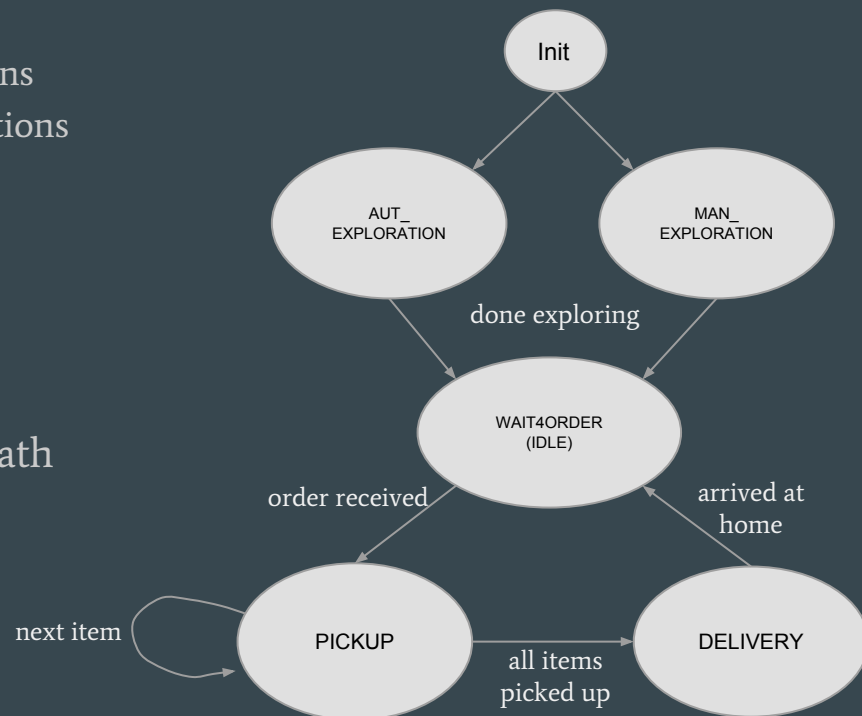 Init
ns
tions
AUT_
EXPLORATION
MAN_
EXPLORATION
done exploring
WAIT4ORDER
(IDLE)
ath
order received
arrived at
home
next item
PICKUP
all items
picked up
DELIVERY